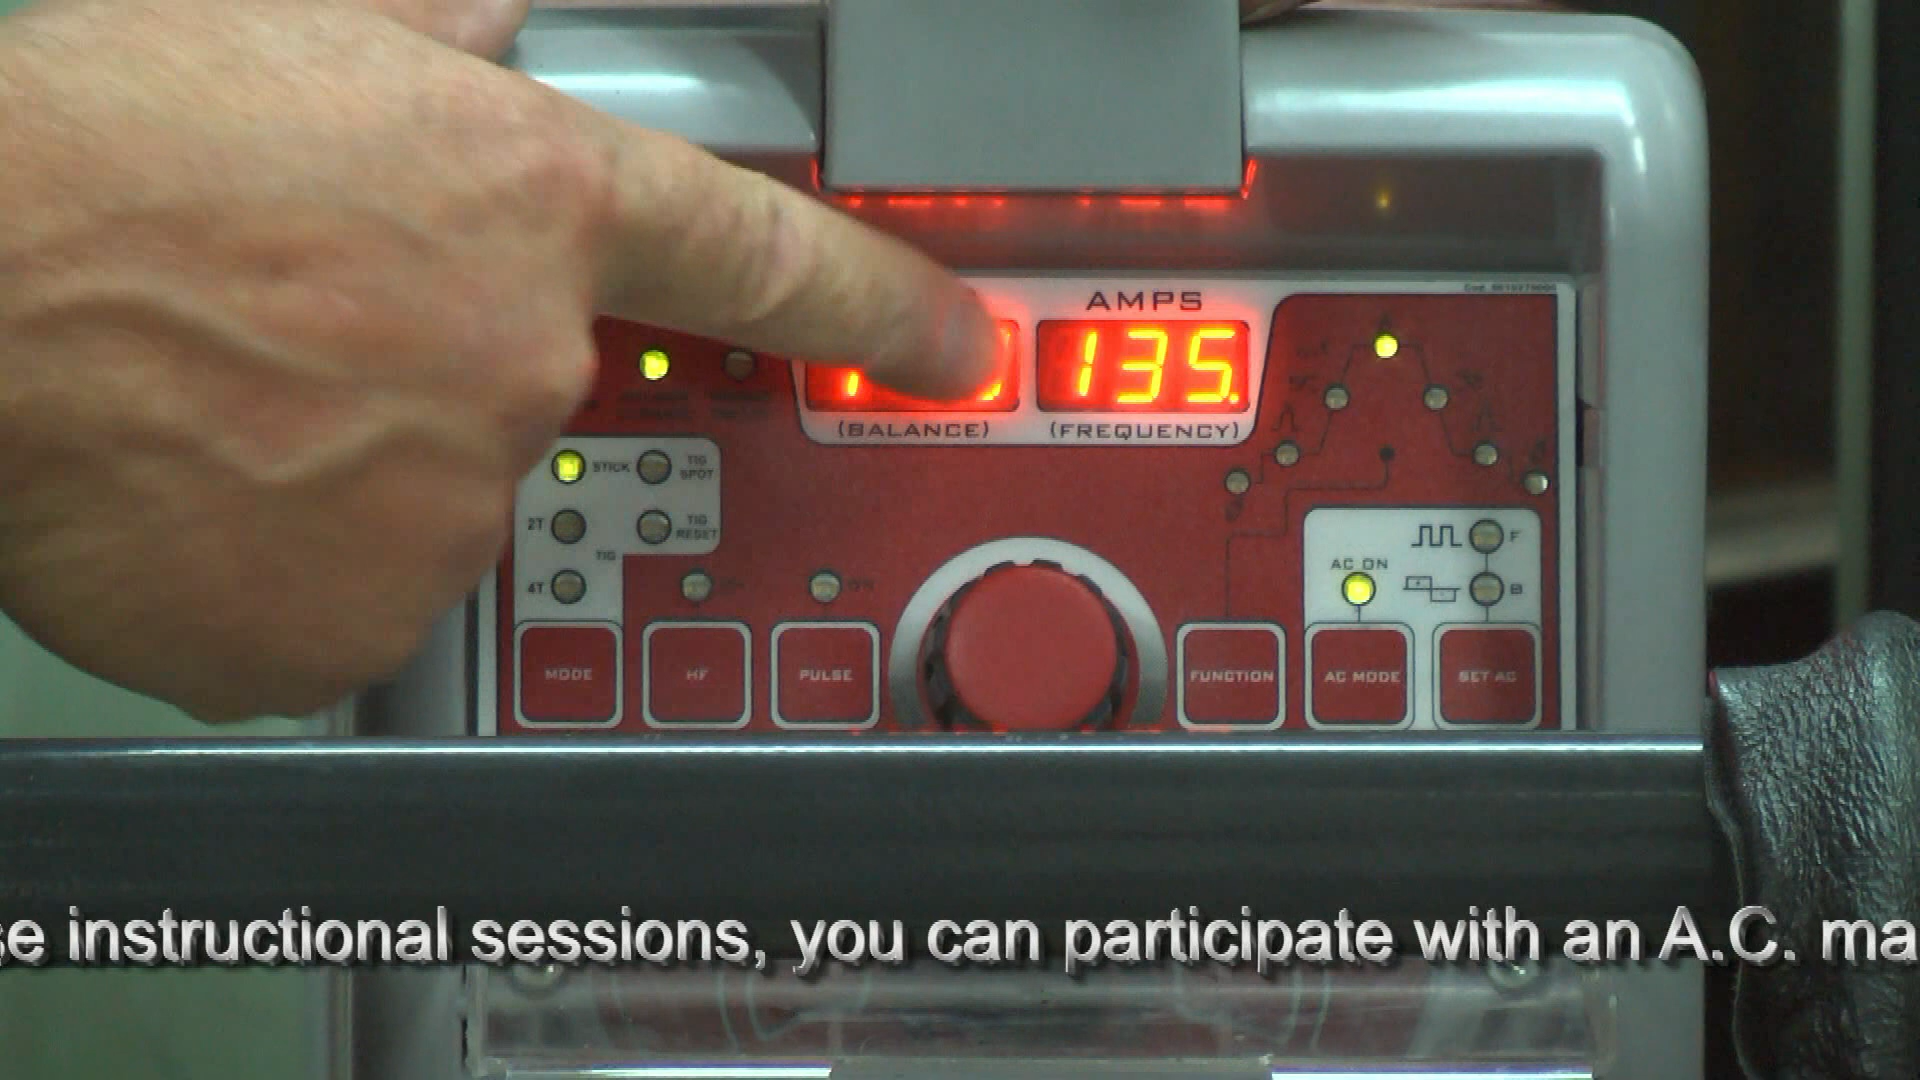 AMPS
135.
(BALANCE)
(FREQUENCY)
STICK
TIG
SPOT
2T
TIG
RESET
TIG
4T
F
AC ON
B
MODE
HF
PULSE
FUNCTION
AC MODE
SET AC
se instructional sessions, you can participate with an A.C. ma